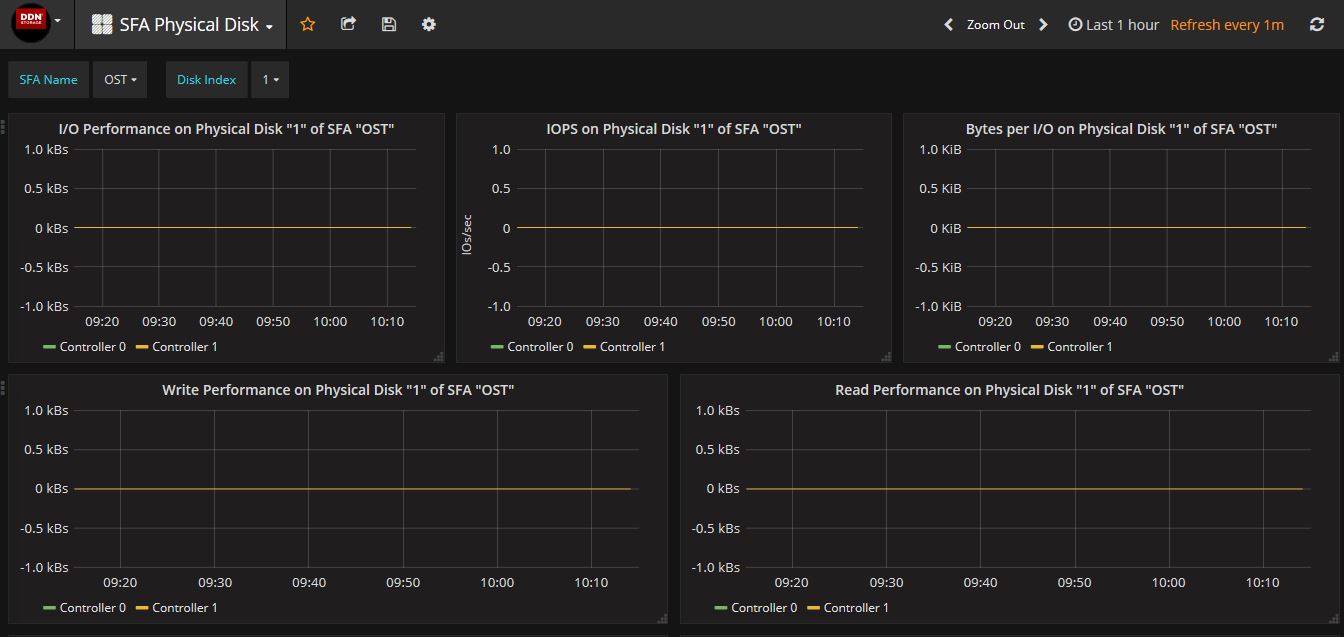 DDN
STORAGE
SFA Physical Disk
Zoom Out
Last 1 hour
Refresh every 1m
SFA Name
OST
Disk Index
1
I/O Performance on Physical Disk "1" of SFA "OST"
1.0 kBs
0.5 kBs
0 kBs
-0.5 kBs
-1.0 kBs
09:20 09:30 09:40 09:50 10:00 10:10
Controller 0 Controller 1
IOPS on Physical Disk "1" of SFA "OST"
IOs/sec
1.0
0.5
0
-0.5
-1.0
09:20 09:30 09:40 09:50 10:00 10:10
Controller 0 Controller 1
Bytes per I/O on Physical Disk "1" of SFA "OST"
1.0 KiB
0.5 KiB
0 KiB
-0.5 KiB
-1.0 KiB
09:20 09:30 09:40 09:50 10:00 10:10
Controller 0 Controller 1
Write Performance on Physical Disk "1" of SFA "OST"
1.0 kBs
0.5 kBs
0 kBs
-0.5 kBs
-1.0 kBs
09:20 09:30 09:40 09:50 10:00 10:10
Controller 0 Controller 1
Read Performance on Physical Disk "1" of SFA "OST"
1.0 kBs
0.5 kBs
0 kBs
-0.5 kBs
-1.0 kBs
09:20 09:30 09:40 09:50 10:00 10:10
Controller 0 Controller 1